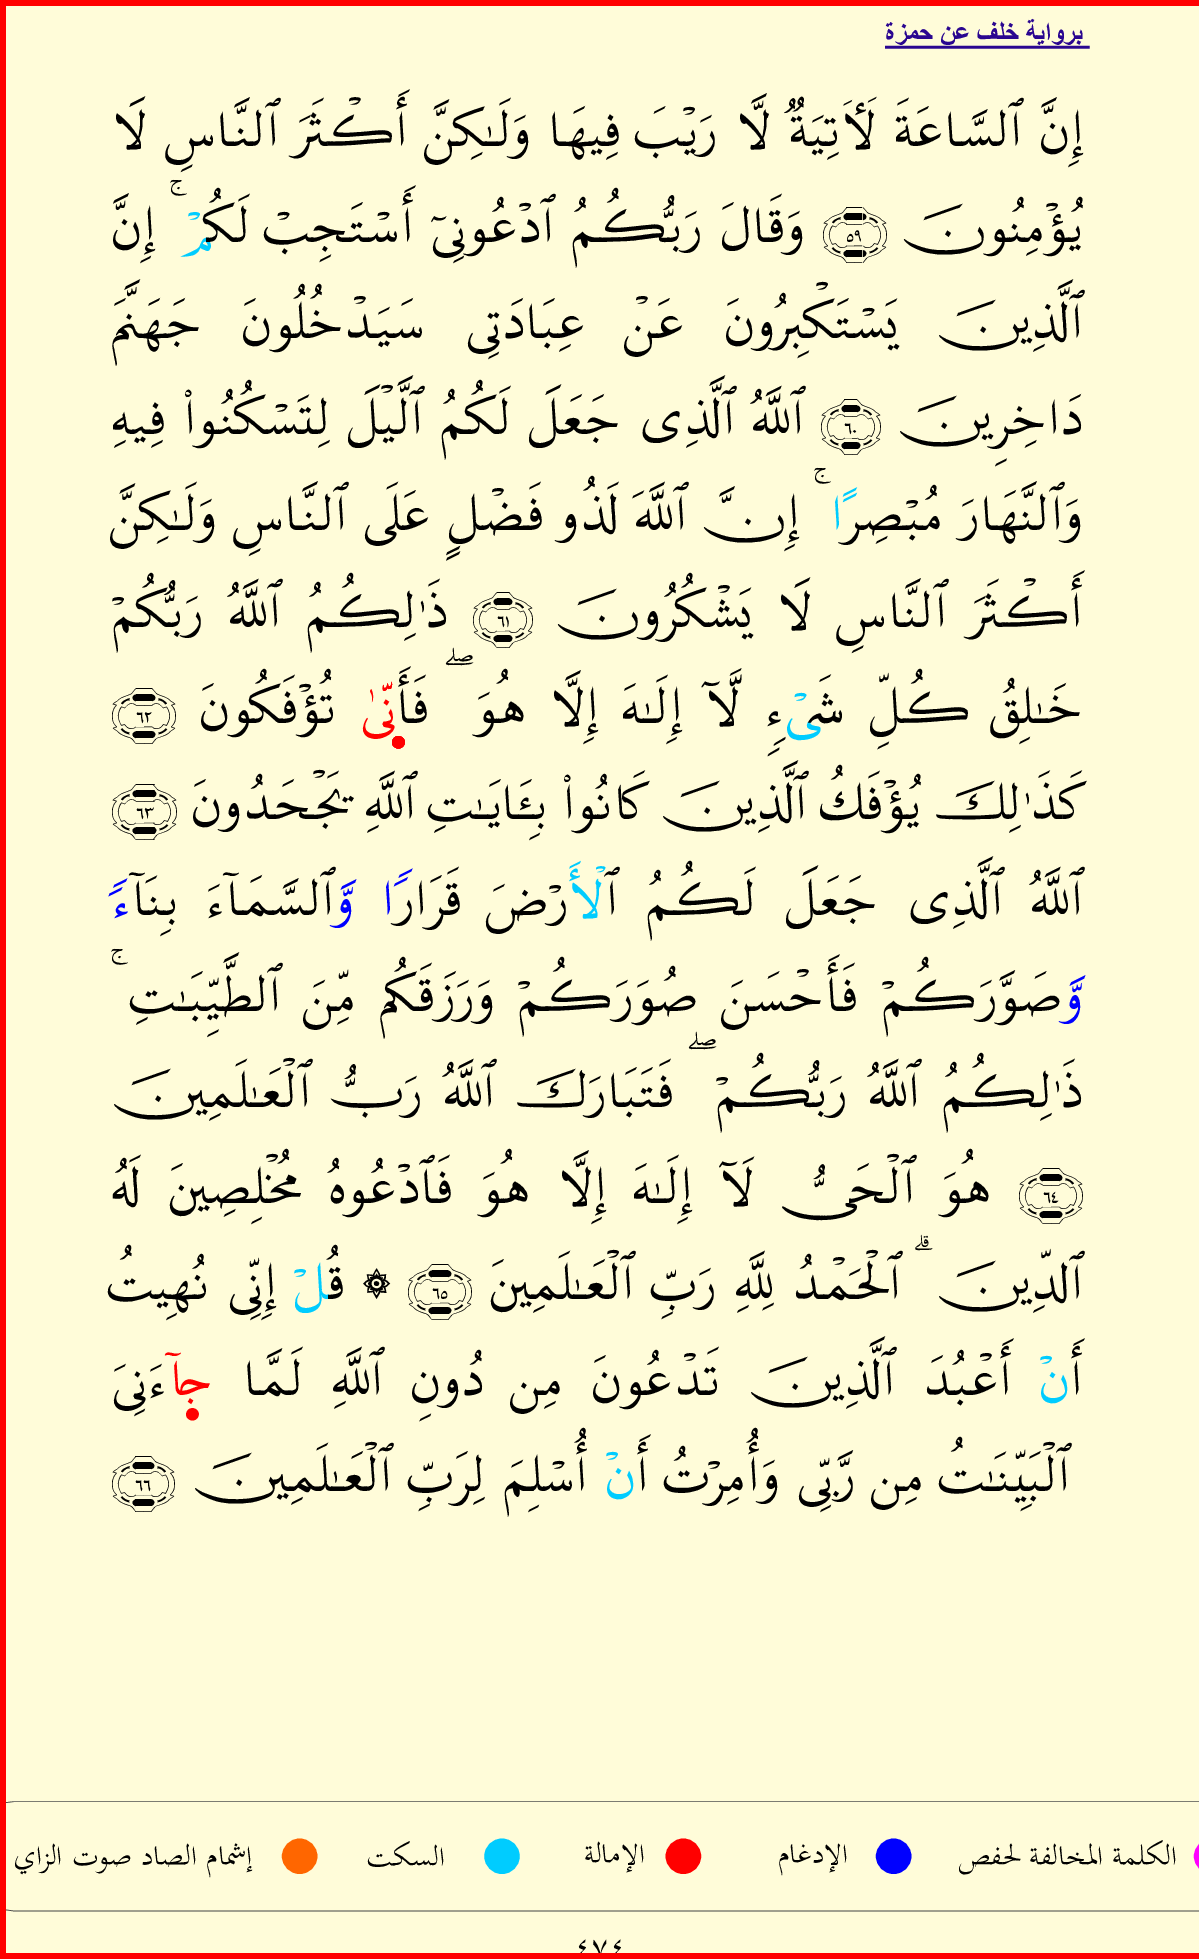 برواية خلف عن حمزة
إِنَّ ٱلسَّاعَةَ لَأٓتِيَةٌ لَّا رَيْبَ فِيهَا وَلَٰكِنَّ أَكْثَرَ ٱلنَّاسِ لَا
يُؤْمِنُونَ ٥٩ وَقَالَ رَبُّكُمُ ٱدْعُونِىٓ أَسْتَجِبْ لَكُمْ ۚ إِنَّ
ٱلَّذِينَ يَسْتَكْبِرُونَ عَنْ عِبَادَتِى سَيَدْخُلُونَ جَهَنَّمَ
دَاخِرِينَ ٦٠ ٱللَّهُ ٱلَّذِى جَعَلَ لَكُمُ ٱلَّيْلَ لِتَسْكُنُوا۟ فِيهِ
وَٱلنَّهَارَ مُبْصِرًا ۚ إِنَّ ٱللَّهَ لَذُو فَضْلٍ عَلَى ٱلنَّاسِ وَلَٰكِنَّ
أَكْثَرَ ٱلنَّاسِ لَا يَشْكُرُونَ ٦١ ذَٰلِكُمُ ٱللَّهُ رَبُّكُمْ
خَٰلِقُ كُلِّ شَىْءٍ لَّآ إِلَٰهَ إِلَّا هُوَ ۖ فَأَنَّىٰ تُؤْفَكُونَ ٦٢
كَذَٰلِكَ يُؤْفَكُ ٱلَّذِينَ كَانُوا۟ بِـَٔايَٰتِ ٱللَّهِ يَجْحَدُونَ ٦٣
ٱللَّهُ ٱلَّذِى جَعَلَ لَكُمُ ٱلْأَرْضَ قَرَارًا وَّٱلسَّمَآءَ بِنَآءً
وَّصَوَّرَكُمْ فَأَحْسَنَ صُوَرَكُمْ وَرَزَقَكُم مِّنَ ٱلطَّيِّبَٰتِ ۚ
ذَٰلِكُمُ ٱللَّهُ رَبُّكُمْ ۖ فَتَبَارَكَ ٱللَّهُ رَبُّ ٱلْعَٰلَمِينَ
٦٤ هُوَ ٱلْحَىُّ لَآ إِلَٰهَ إِلَّا هُوَ فَٱدْعُوهُ مُخْلِصِينَ لَهُ
ٱلدِّينَ ۗ ٱلْحَمْدُ لِلَّهِ رَبِّ ٱلْعَٰلَمِينَ ٦٥ ۞ قُلْ إِنِّى نُهِيتُ
أَنْ أَعْبُدَ ٱلَّذِينَ تَدْعُونَ مِن دُونِ ٱللَّهِ لَمَّا جَآءَنِىَ
ٱلْبَيِّنَٰتُ مِن رَّبِّى وَأُمِرْتُ أَنْ أُسْلِمَ لِرَبِّ ٱلْعَٰلَمِينَ ٦٦
الكلمة المخالفة لحفص الإدغام الإمالة السكت إشمام الصاد صوت الزاي
٤٧٤